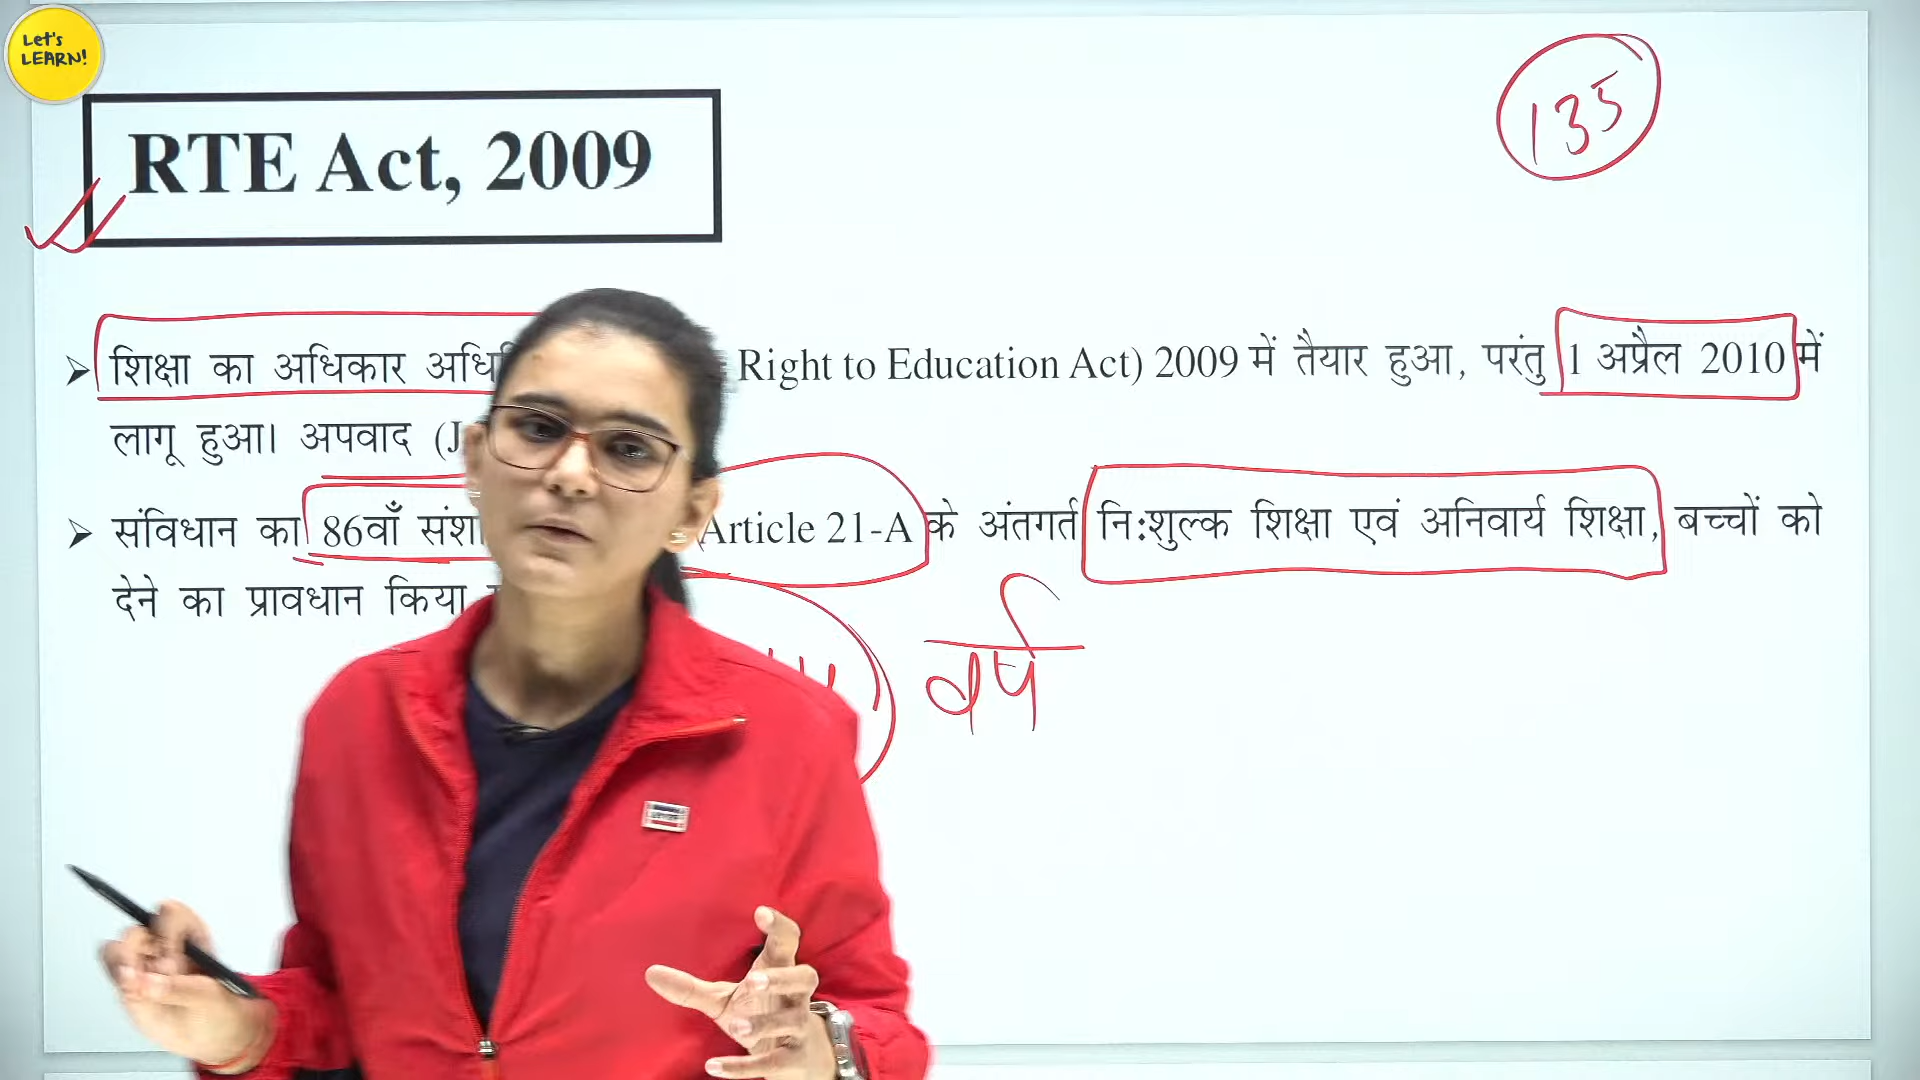 Let's
LEARN!
135
RTE Act, 2009
शिक्षा का अधिकार Right to Education Act) 2009 में तैयार हुआ, परंतु 1 अप्रैल 2010 में
लागू हुआ। अपवाद (J
संविधान का 86वाँ Article 21-A के अंतगर्त नि:शुल्क शिक्षा एवं अनिवार्य शिक्षा, बच्चों को
देने का प्रावधान किया
वर्ष